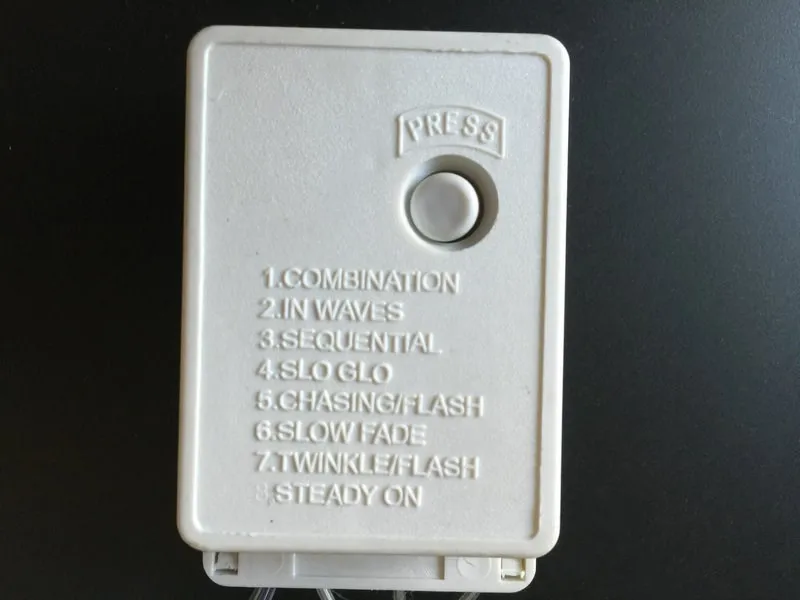 PRESS
1.COMBINATION
2.IN WAVES
3.SEQUENTIAL
4.SLO GLO
5.CHASING/FLASH
6.SLOW FADE
7.TWINKLE/FLASH
8.STEADY ON